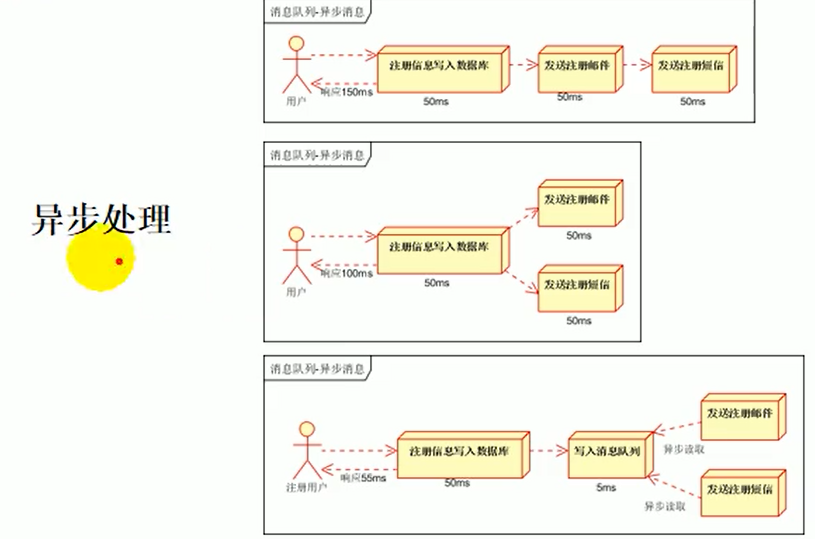 消息队列-异步消息
注册信息写入数据库
发送注册邮件
发送注册短信
用户
响应150ms
50ms
50ms
50ms
消息队列-异步消息
异步处理
发送注册邮件
50ms
注册信息写入数据库
用户
响应100ms
50ms
发送注册短信
50ms
消息队列-异步消息
发送注册邮件
注册信息写入数据库
写入消息队列
异步读取
注册用户
响应55ms
50ms
5ms
发送注册短信
异步读取